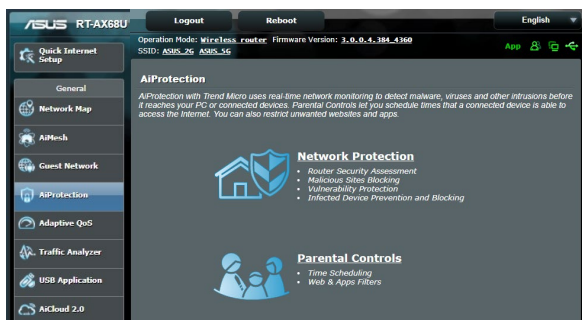 ASUS RT-AX68U
Logout
Reboot
English
Operation Mode: Wireless router Firmware Version: 3.0.0.4.384_4360
SSID: ASUS_2G ASUS_5G
App
Quick Internet
Setup
General
Network Map
AiMesh
Guest Network
AiProtection
Adaptive QoS
Traffic Analyzer
USB Application
AiCloud 2.0
AiProtection
AiProtection with Trend Micro uses real-time network monitoring to detect malware, viruses and other intrusions before
it reaches your PC or connected devices. Parental Controls let you schedule times that a connected device is able to
access the Internet. You can also restrict unwanted websites and apps.
Network Protection
• Router Security Assessment
• Malicious Sites Blocking
• Vulnerability Protection
• Infected Device Prevention and Blocking
Parental Controls
• Time Scheduling
• Web & Apps Filters